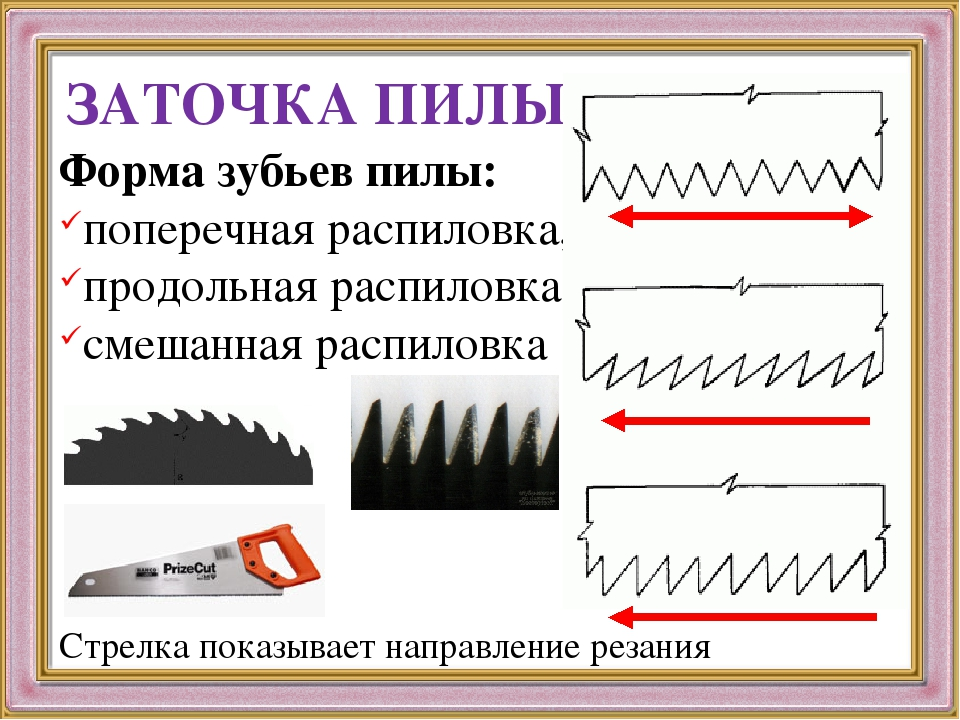 ЗАТОЧКА ПИЛЫ
Форма зубьев пилы:
поперечная распиловка,
продольная распиловка
смешанная распиловка
PrizeCut
Стрелка показывает направление резания